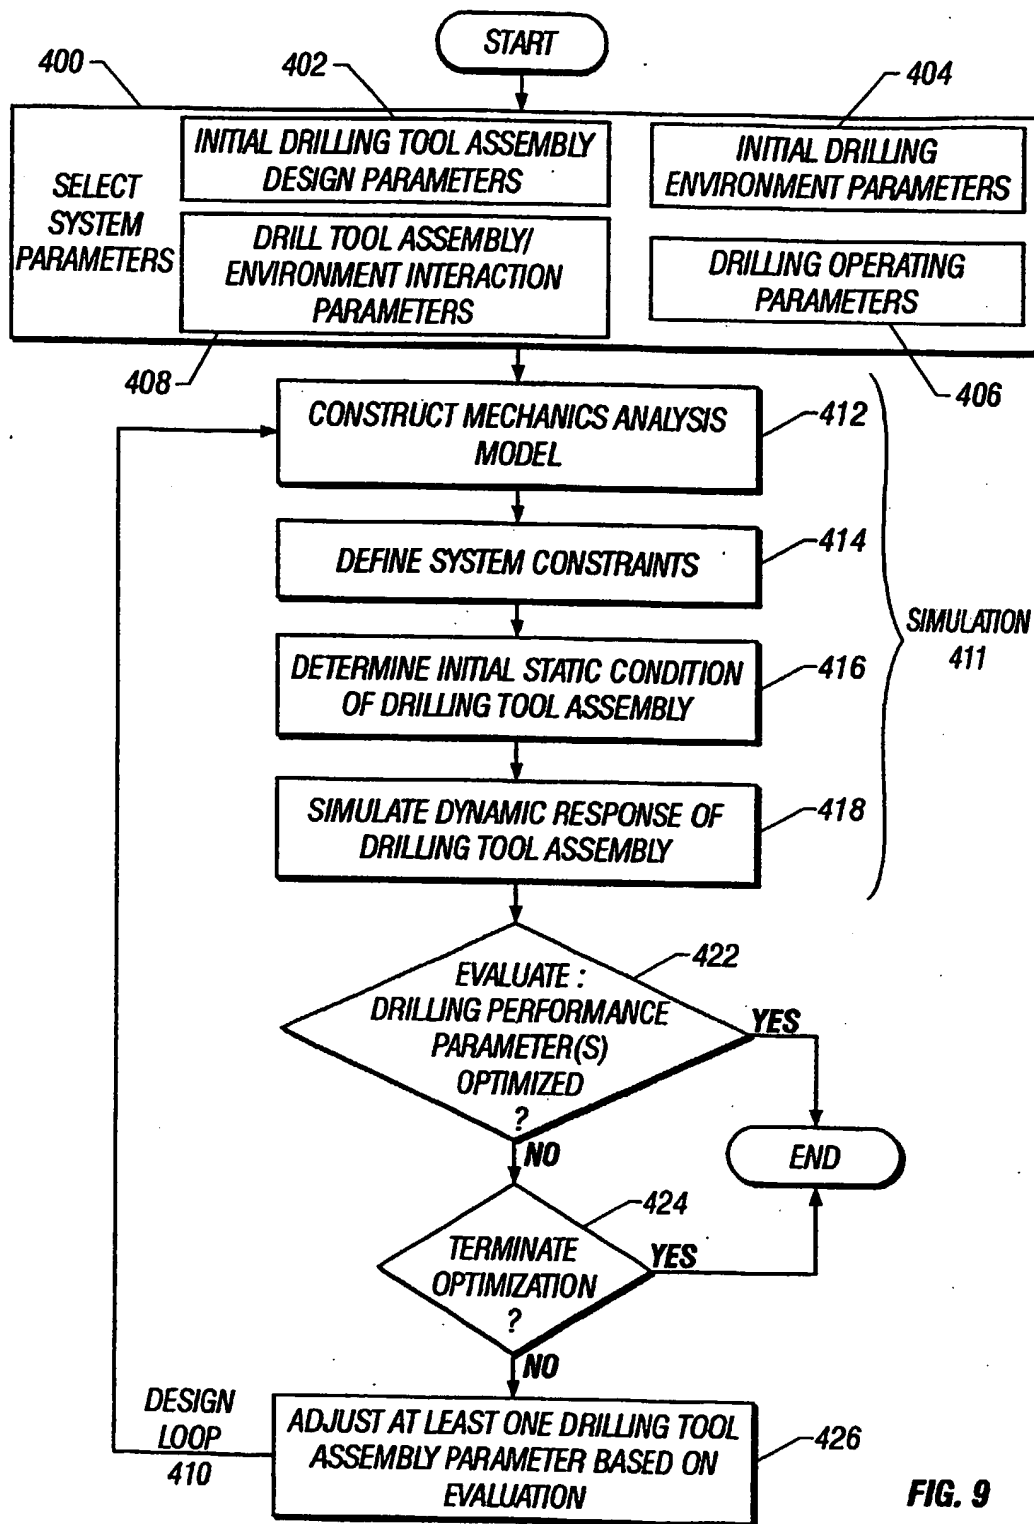 START
400
402
404
SELECT
SYSTEM
PARAMETERS
INITIAL DRILLING TOOL ASSEMBLY
DESIGN PARAMETERS
INITIAL DRILLING
ENVIRONMENT PARAMETERS
DRILL TOOL ASSEMBLY/
ENVIRONMENT INTERACTION
PARAMETERS
DRILLING OPERATING
PARAMETERS
408
406
CONSTRUCT MECHANICS ANALYSIS
MODEL
412
DEFINE SYSTEM CONSTRAINTS
414
SIMULATION
411
DETERMINE INITIAL STATIC CONDITION
OF DRILLING TOOL ASSEMBLY
416
SIMULATE DYNAMIC RESPONSE OF
DRILLING TOOL ASSEMBLY
418
EVALUATE :
DRILLING PERFORMANCE
PARAMETER(S)
OPTIMIZED
?
422
YES
NO
END
TERMINATE
OPTIMIZATION
?
424
YES
NO
DESIGN
LOOP
410
ADJUST AT LEAST ONE DRILLING TOOL
ASSEMBLY PARAMETER BASED ON
EVALUATION
426
FIG. 9